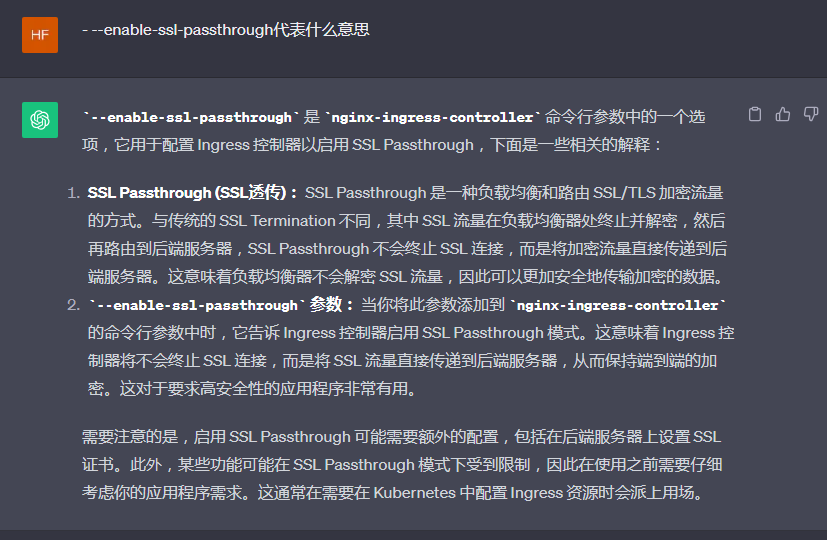 HF
- --enable-ssl-passthrough代表什么意思
`--enable-ssl-passthrough` 是 `nginx-ingress-controller` 命令行参数中的一个选
项，它用于配置 Ingress 控制器以启用 SSL Passthrough，下面是一些相关的解释：
1. SSL Passthrough (SSL透传)： SSL Passthrough 是一种负载均衡和路由 SSL/TLS 加密流量
的方式。与传统的 SSL Termination 不同，其中 SSL 流量在负载均衡器处终止并解密，然后
再路由到后端服务器，SSL Passthrough 不会终止 SSL 连接，而是将加密流量直接传递到后
端服务器。这意味着负载均衡器不会解密 SSL 流量，因此可以更加安全地传输加密的数据。
2. `--enable-ssl-passthrough` 参数： 当你将此参数添加到 `nginx-ingress-controller`
的命令行参数中时，它告诉 Ingress 控制器启用 SSL Passthrough 模式。这意味着 Ingress 控
制器将不会终止 SSL 连接，而是将 SSL 流量直接传递到后端服务器，从而保持端到端的加
密。这对于要求高安全性的应用程序非常有用。
需要注意的是，启用 SSL Passthrough 可能需要额外的配置，包括在后端服务器上设置 SSL
证书。此外，某些功能可能在 SSL Passthrough 模式下受到限制，因此在使用之前需要仔细
考虑你的应用程序需求。这通常在需要在 Kubernetes 中配置 Ingress 资源时会派上用场。